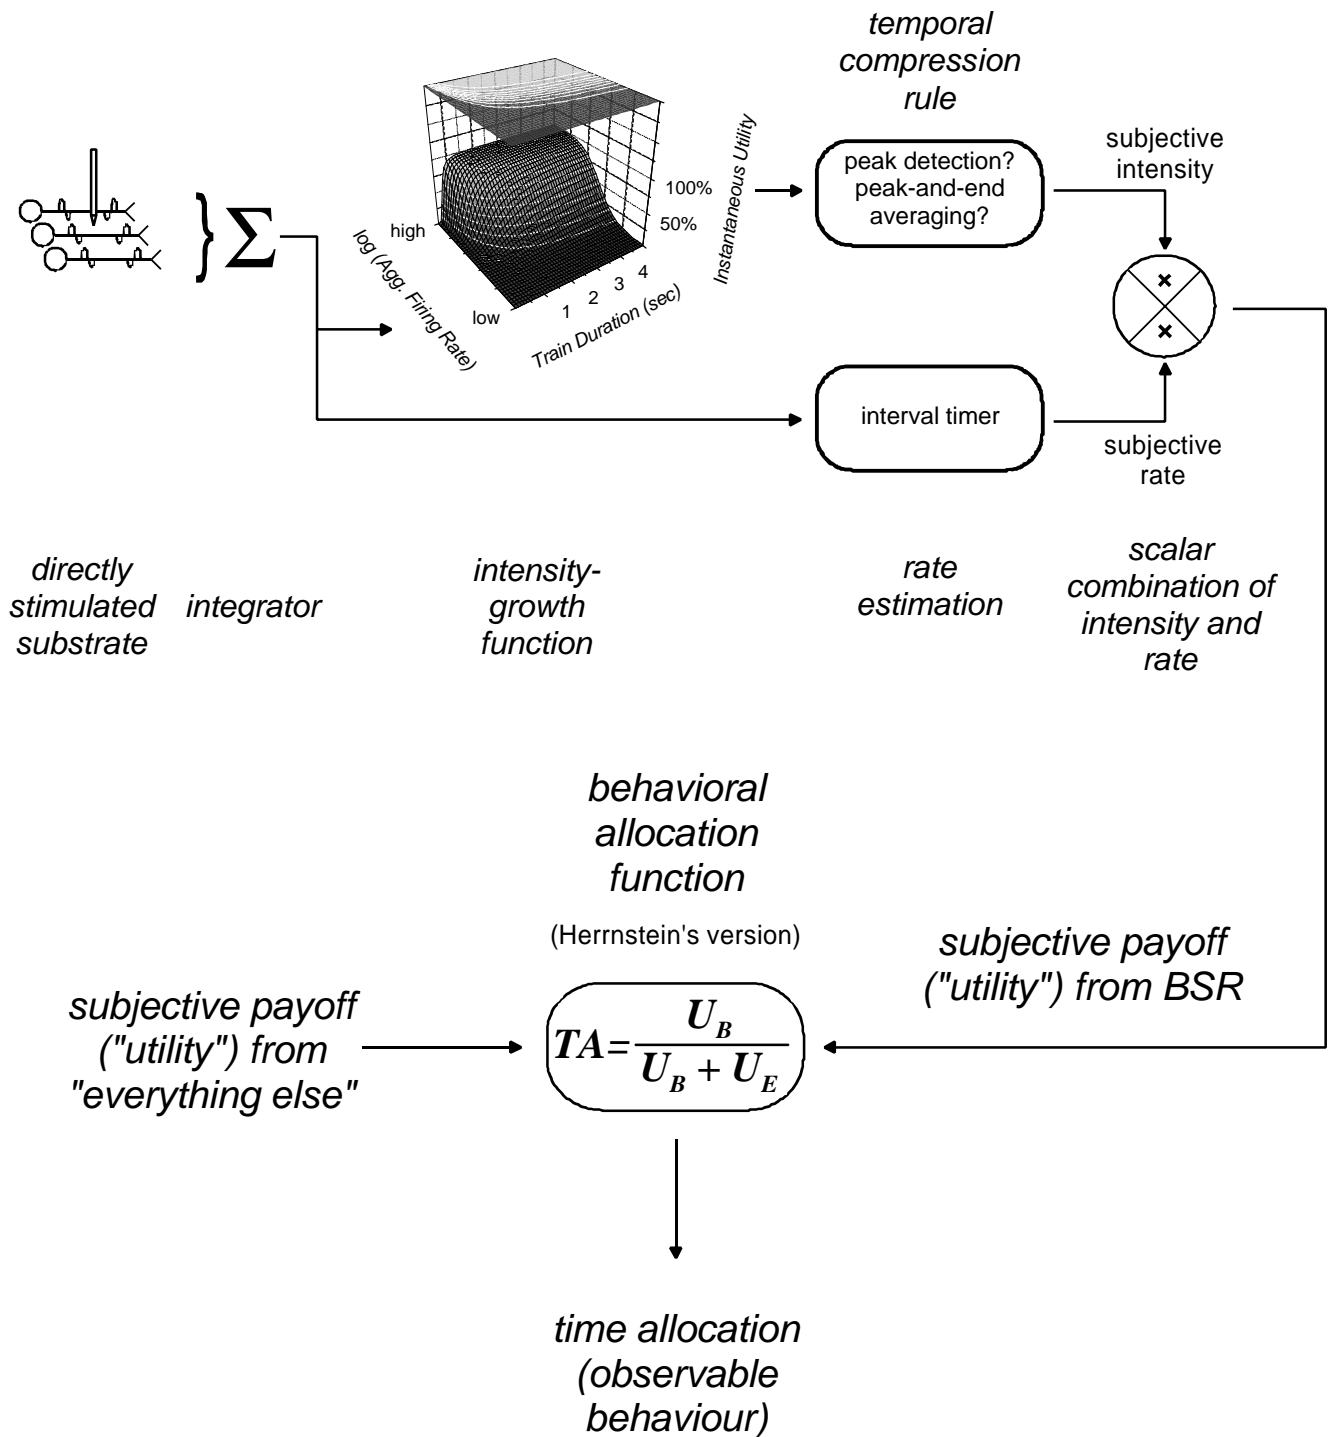 temporal
compression
rule
peak detection?
peak-and-end
averaging?
subjective
intensity
Σ
Instantaneous Utility
100%
50%
high
low
log (Agg. Firing Rate)
1 2 3 4
Train Duration (sec)
×
×
interval timer
subjective
rate
directly
stimulated
substrate
integrator
intensity-
growth
function
rate
estimation
scalar
combination of
intensity and
rate
behavioral
allocation
function
(Herrnstein's version)
subjective payoff
("utility") from
"everything else"
TA = U_B / (U_B + U_E)
subjective payoff
("utility") from BSR
time allocation
(observable
behaviour)